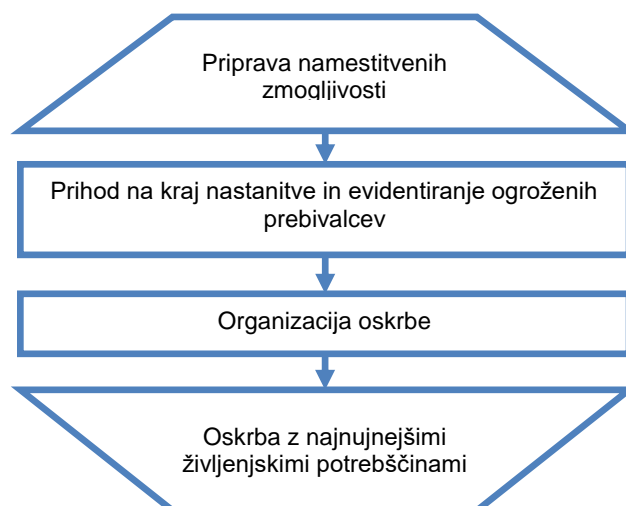 Priprava namestitvenih
zmogljivosti
Prihod na kraj nastanitve in evidentiranje ogroženih
prebivalcev
Organizacija oskrbe
Oskrba z najnujnejšimi
življenjskimi potrebščinami